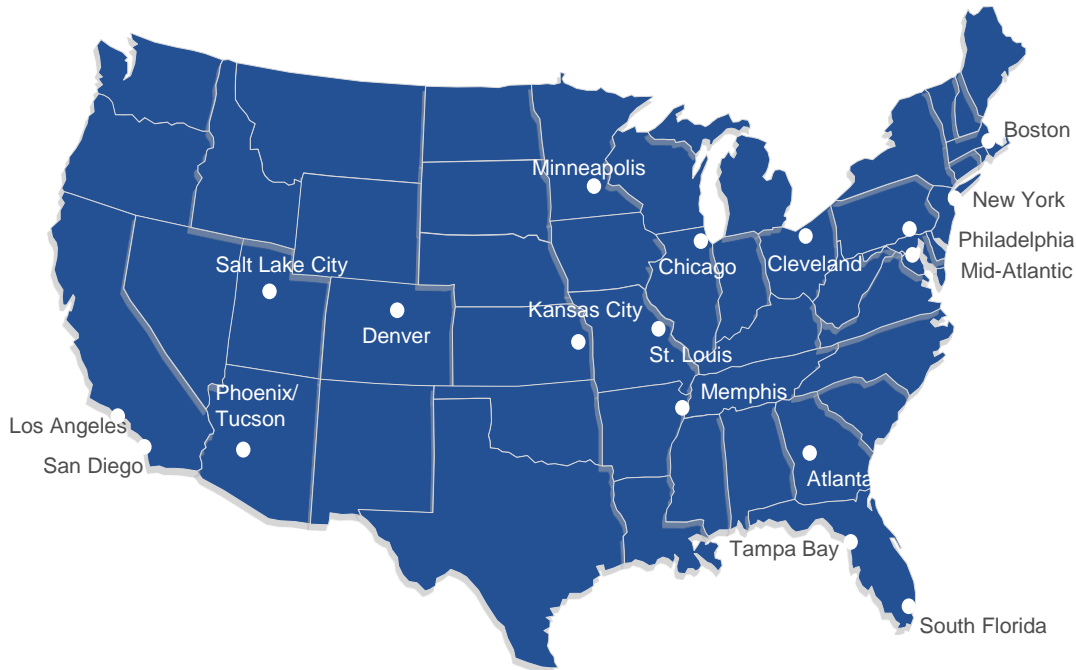 Boston
Minneapolis
New York
Philadelphia
Salt Lake City
Chicago
Cleveland
Mid-Atlantic
Kansas City
Denver
St. Louis
Phoenix/
Tucson
Memphis
Los Angeles
San Diego
Atlanta
Tampa Bay
South Florida